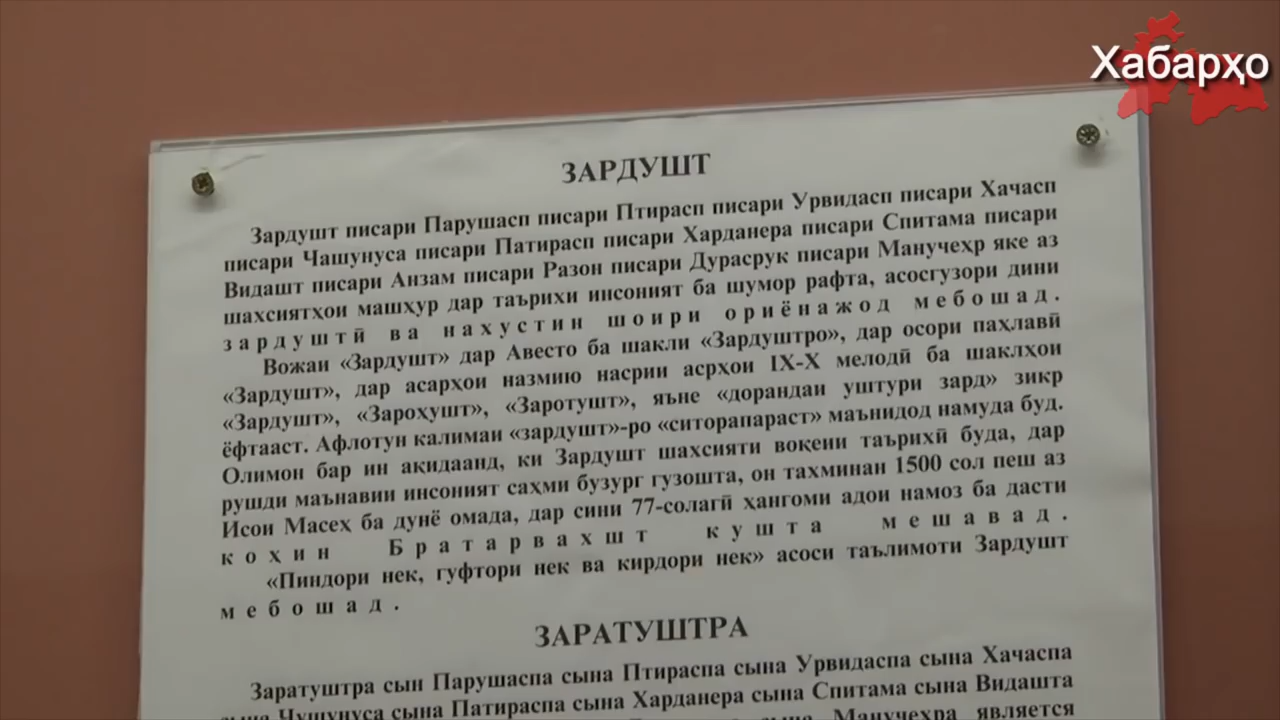 Хабарҳо
ЗАРДУШТ
Зардушт писари Парушасп писари Птирасп писари Урвидасп писари Хачасп
писари Чашунуса писари Патирасп писари Харданера писари Спитама писари
Видашт писари Анзам писари Разон писари Дурасрук писари Манучеҳр яке аз
шахсиятҳои машҳур дар таърихи инсоният ба шумор рафта, асосгузори дини
зардуштӣ ва нахустин шоири ориёнажод мебошад.
Вожаи «Зардушт» дар Авесто ба шакли «Зардуштро», дар осори паҳлавӣ
«Зардушт», дар асарҳои назмию насрии асрҳои IX-X мелодӣ ба шаклҳои
«Зардушт», «Зароҳушт», «Заротушт», яъне «дорандаи уштури зард» зикр
ёфтааст. Афлотун калимаи «зардушт»-ро «ситорапараст» маънидод намуда буд.
Олимон бар ин ақидаанд, ки Зардушт шахсияти воқеии таърихӣ буда, дар
рушди маънавии инсоният саҳми бузург гузошта, он тахминан 1500 сол пеш аз
Исои Масеҳ ба дунё омада, дар сини 77-солагӣ ҳангоми адои намоз ба дасти
коҳин Братарвахшт кушта мешавад.
«Пиндори нек, гуфтори нек ва кирдори нек» асоси таълимоти Зардушт
мебошад.
ЗАРАТУШТРА
Заратуштра сын Парушаспа сына Птираспа сына Урвидаспа сына Хачаспа
сына Чушунуса сына Патираспа сына Харданера сына Спитама сына Видашта
сына Манучехра является